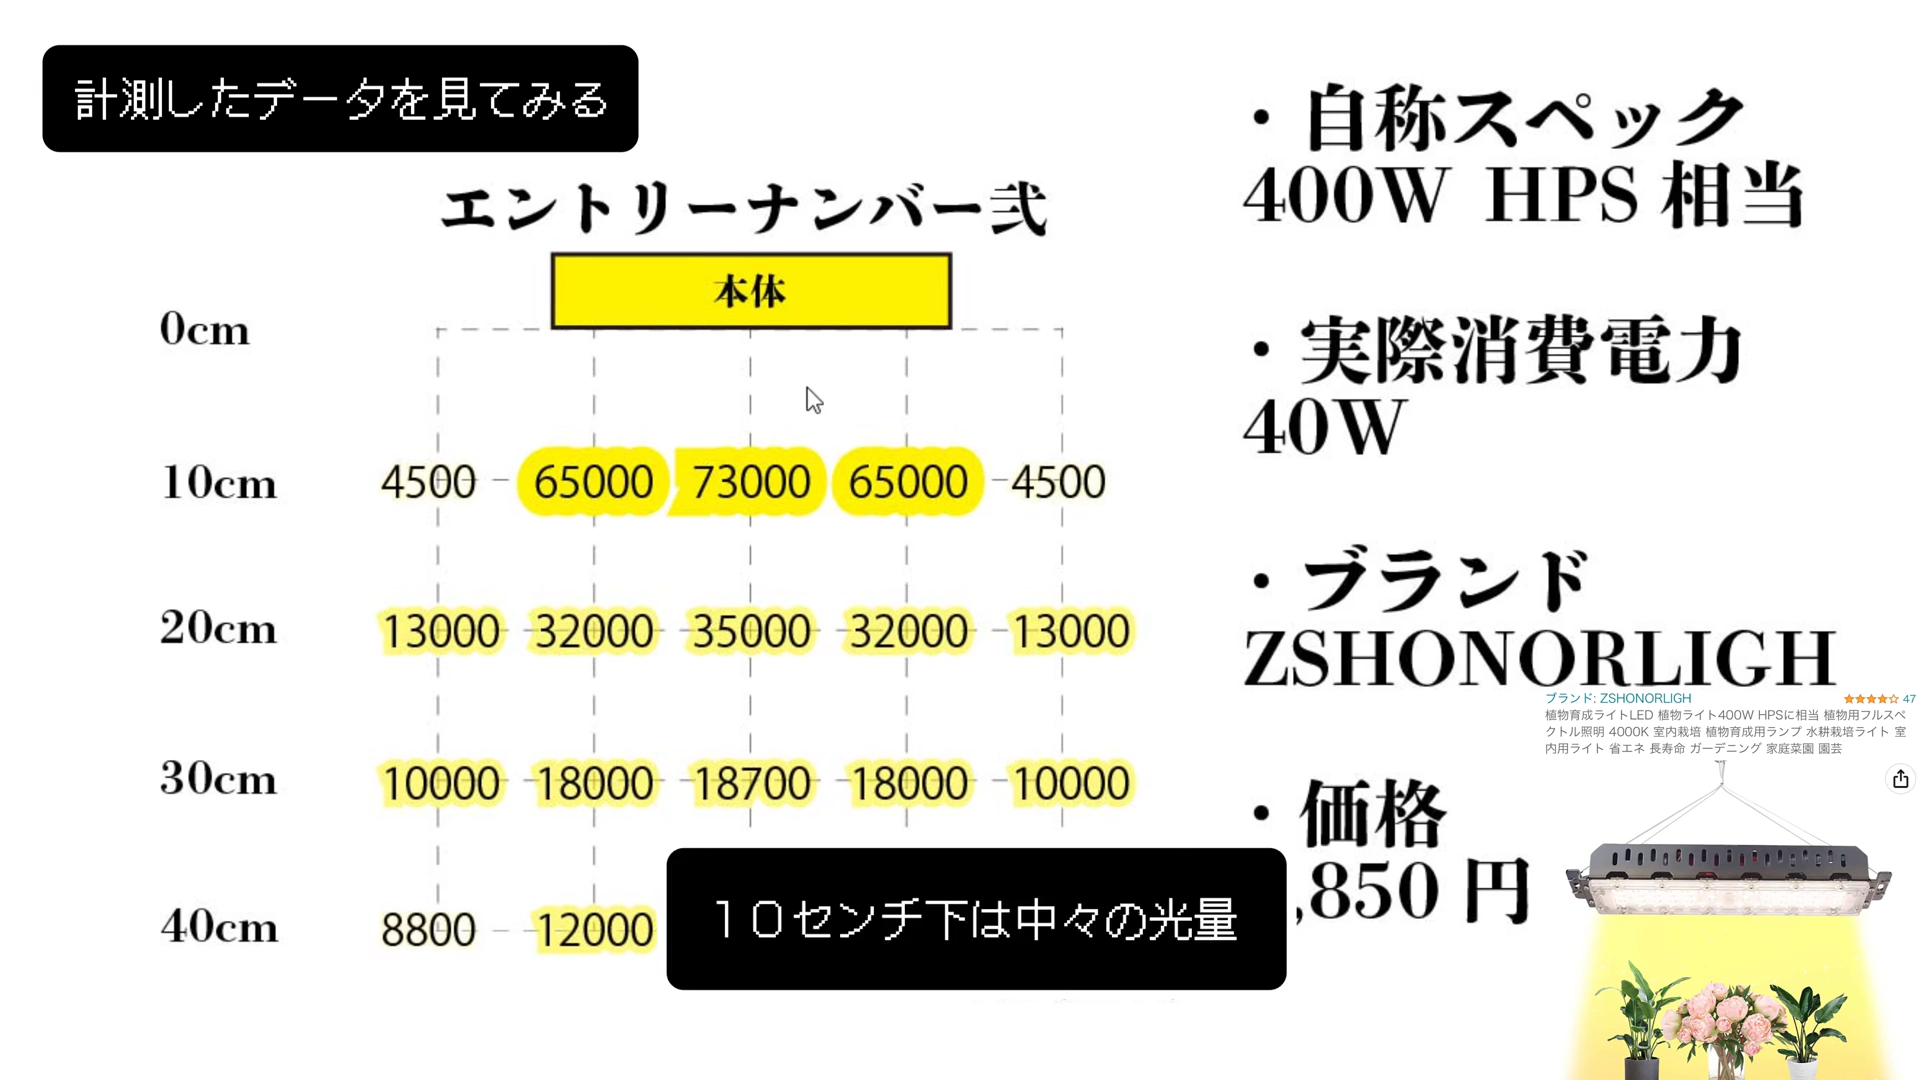 計測したデータを見てみる
エントリーナンバー弐
本体
0cm
10cm 4500 65000 73000 65000 4500
20cm 13000 32000 35000 32000 13000
30cm 10000 18000 18700 18000 10000
40cm 8800 12000
１０センチ下は中々の光量
・自称スペック
400W HPS 相当
・実際消費電力
40W
・ブランド
ZSHONORLIGH
ブランド: ZSHONORLIGH 47
植物育成ライトLED 植物ライト400W HPSに相当 植物用フルスペ
クトル照明 4000K 室内栽培 植物育成用ランプ 水耕栽培ライト 室
内用ライト 省エネ 長寿命 ガーデニング 家庭菜園 園芸
・価格
,850 円